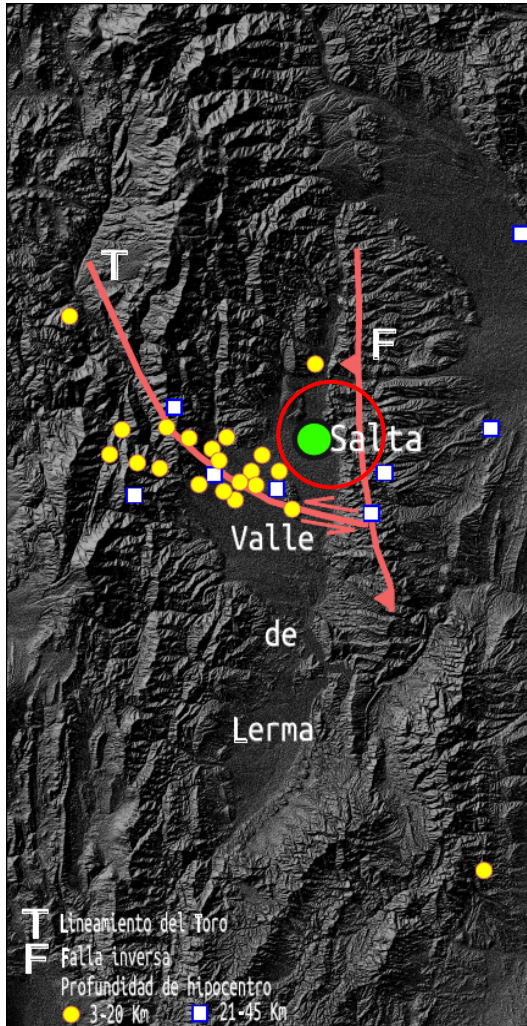 T
F
Salta
Valle
de
Lerma
T Lineamiento del Toro
F Falla inversa
Profundidad de hipocentro
3-20 Km 21-45 Km